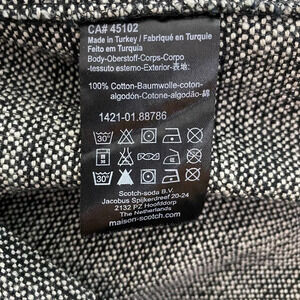 CA# 45102
Made in Turkey / Fabriqué en Turquie
Feito em Turquia
Body-Oberstoff-Corps-Corpo
-tessuto esterno-Exterior-表地:
100% Cotton-Baumwolle-coton-
algodón-Cotone-algodão-綿
1421-01.88786
30°
30
Scotch-soda B.V.
Jacobus Spijkerdreef 20-24
2132 PZ Hoofddorp
The Netherlands
maison-scotch.com